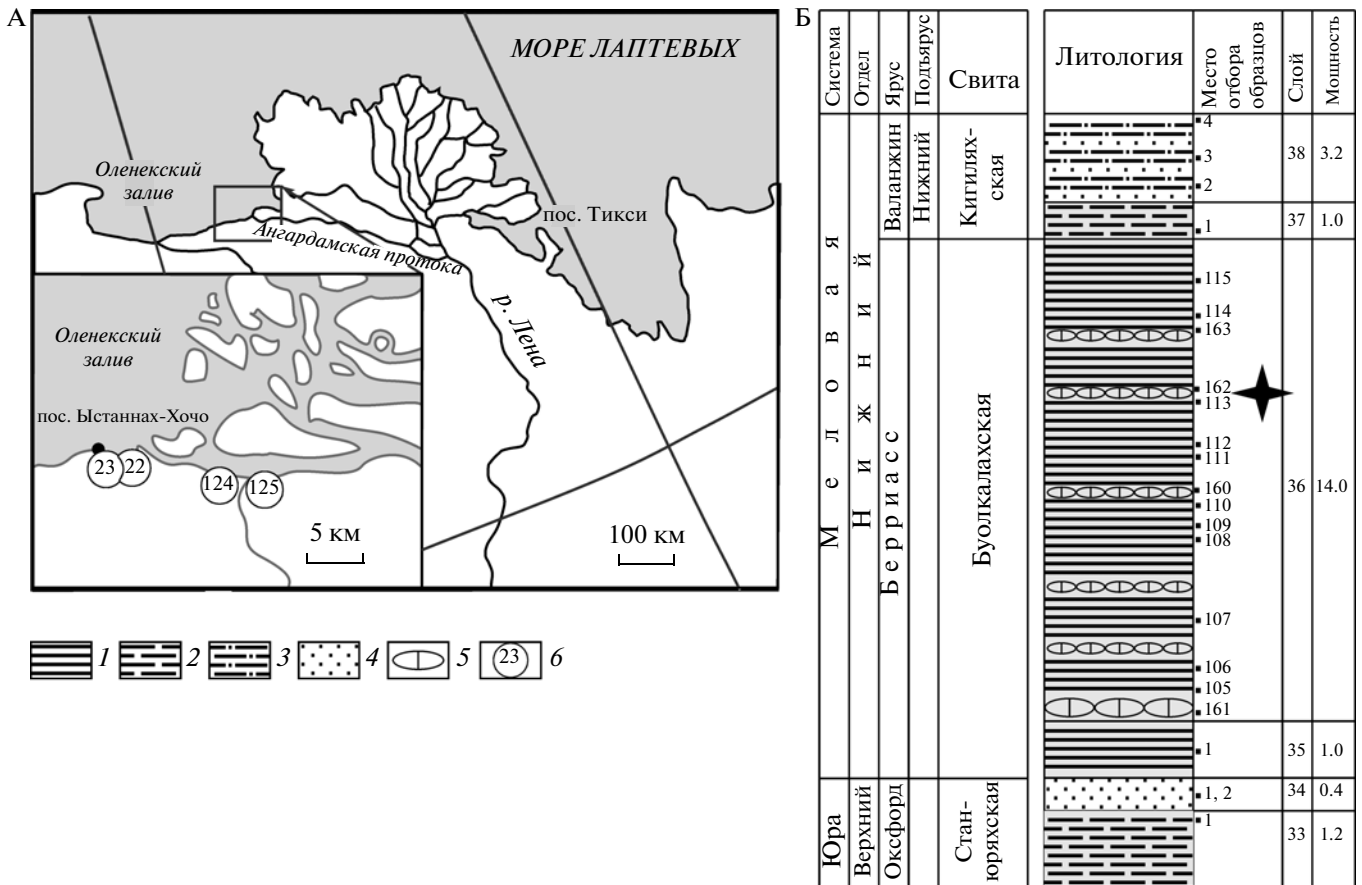 А
МОРЕ ЛАПТЕВЫХ
Оленекский
залив
пос. Тикси
Ангардамская протока
р. Лена
Оленекский
залив
пос. Ыстаннах-Хочо
23
22
124
125
5 км
100 км
1
2
3
4
5
23
6
Б
Система
Отдел
Ярус
Подъярус
Свита
Литология
Место
отбора
образцов
Слой
Мощность
Меловая
Нижний
Валанжин
Нижний
Кигилях-
ская
4
3
2
38
3.2
1
37
1.0
Берриасс
Буолкалахская
115
114
163
162
113
112
111
160
110
109
108
107
106
105
161
36
14.0
1
35
1.0
Юра
Верхний
Оксфорд
Стан-
юряхская
1, 2
34
0.4
1
33
1.2